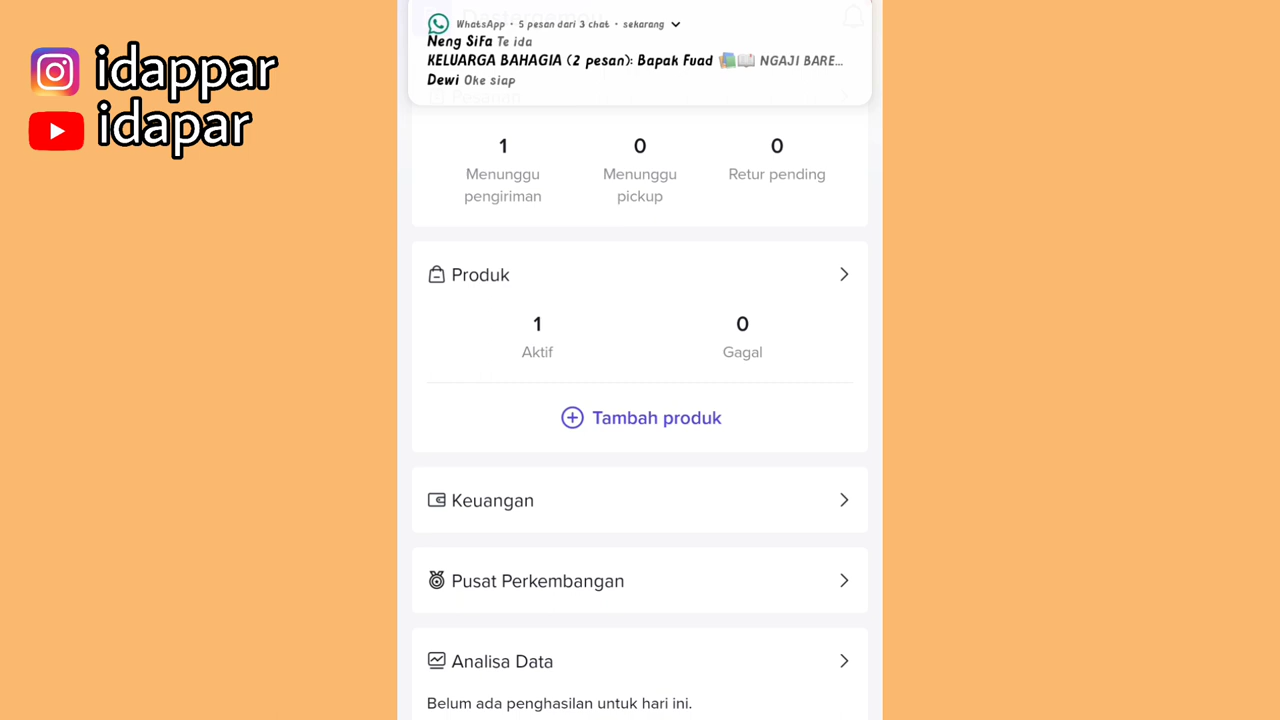 idappar
idapar
WhatsApp • 5 pesan dari 3 chat • sekarang
Neng SiFa Te ida
KELUARGA BAHAGIA (2 pesan): Bapak Fuad NGAJI BARE...
Dewi Oke siap
Pesanan
1
0
0
Menunggu pengiriman
Menunggu pickup
Retur pending
Produk
1
0
Aktif
Gagal
Tambah produk
Keuangan
Pusat Perkembangan
Analisa Data
Belum ada penghasilan untuk hari ini.